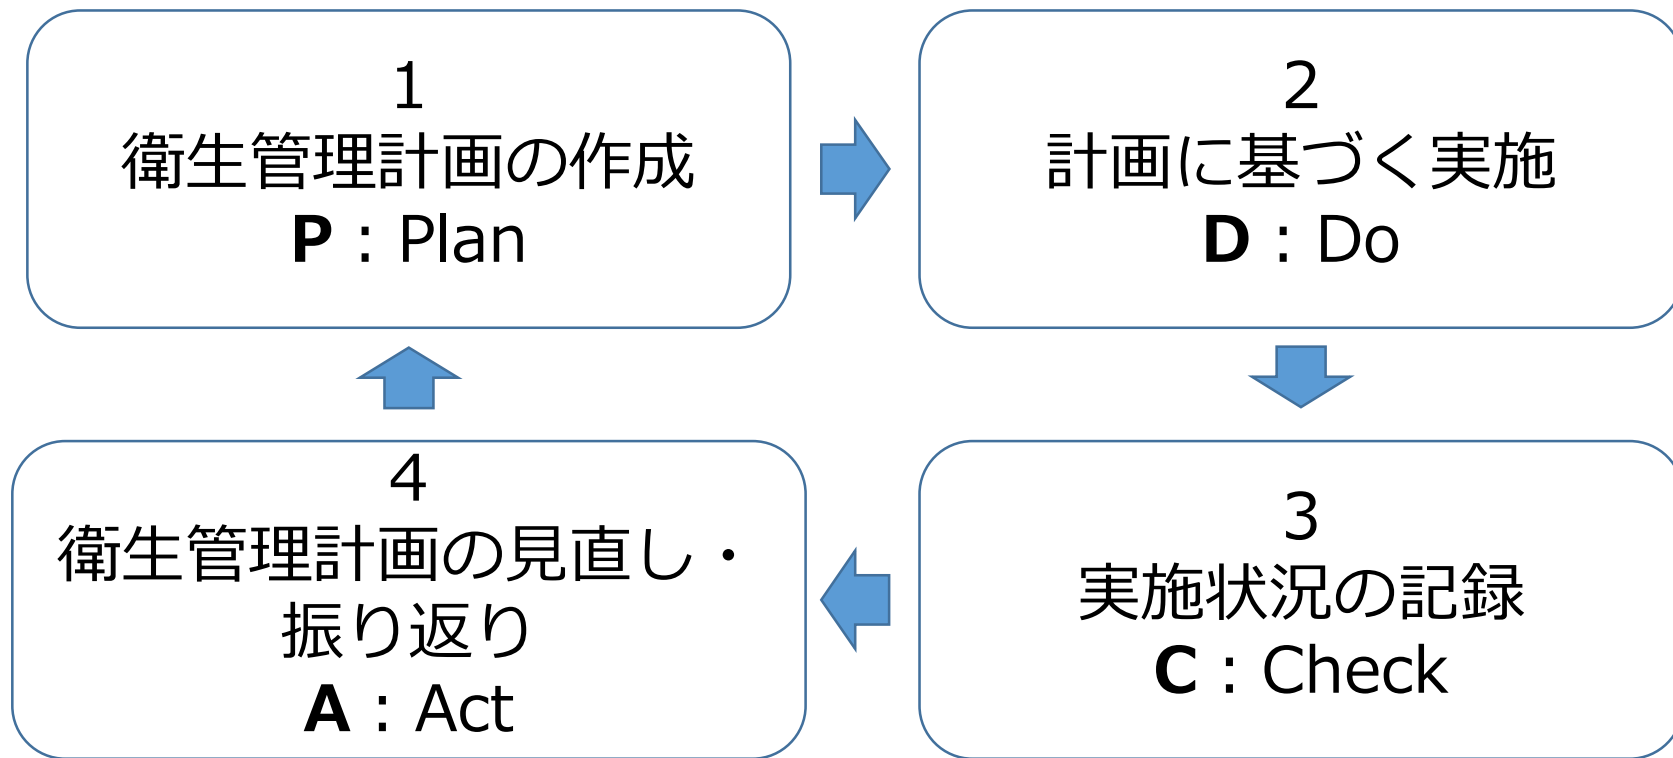 1
衛生管理計画の作成
P：Plan
2
計画に基づく実施
D：Do
4
衛生管理計画の見直し・
振り返り
A：Act
3
実施状況の記録
C：Check